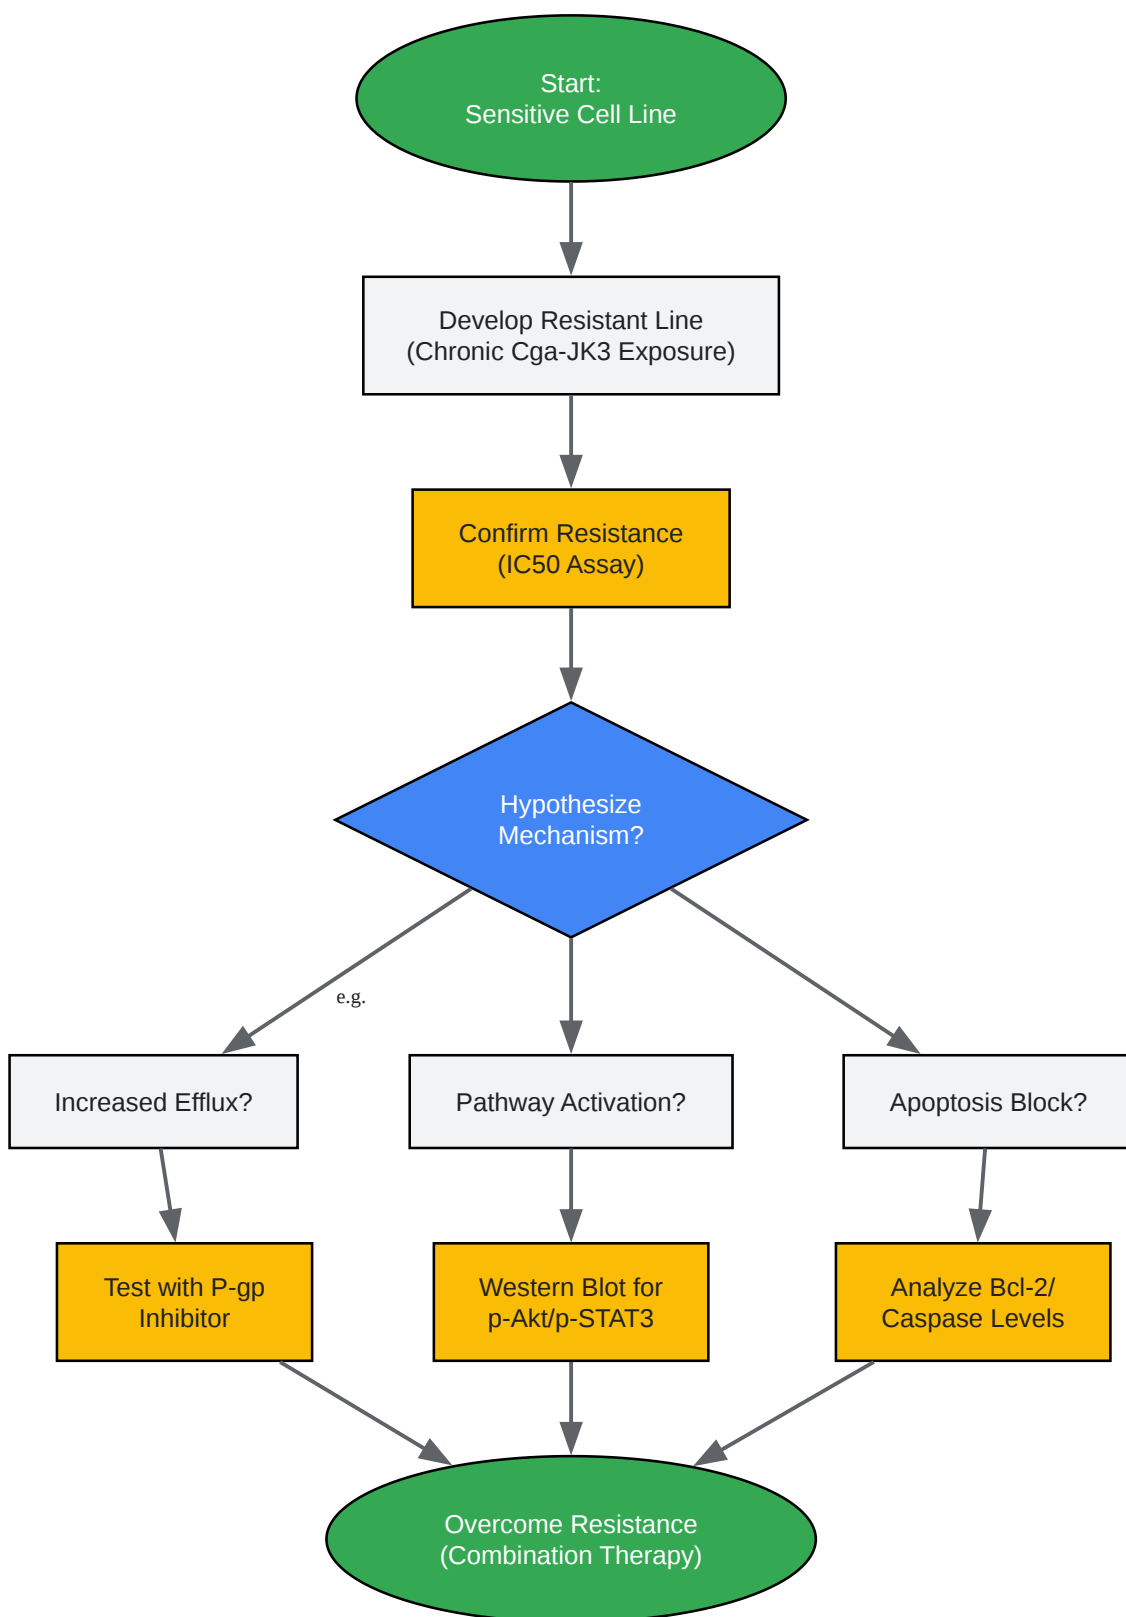 Start:
Sensitive Cell Line
Develop Resistant Line
(Chronic Cga-JK3 Exposure)
Confirm Resistance
(IC50 Assay)
Hypothesize
Mechanism?
e.g.
Increased Efflux?
Pathway Activation?
Apoptosis Block?
Test with P-gp
Inhibitor
Western Blot for
p-Akt/p-STAT3
Analyze Bcl-2/
Caspase Levels
Overcome Resistance
(Combination Therapy)